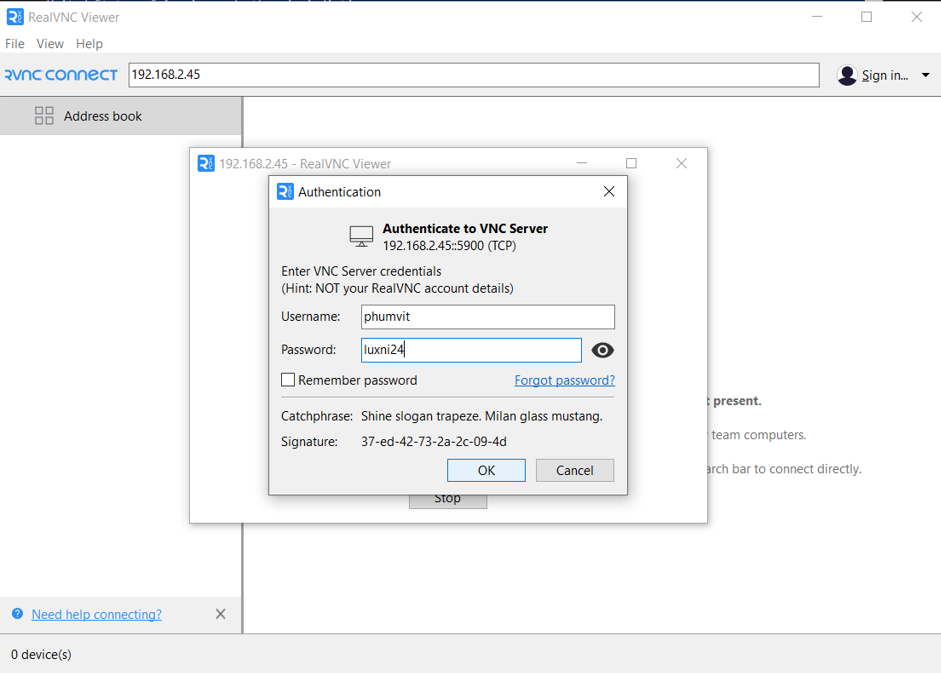 RealVNC Viewer
File View Help
RVNC CONNECT
192.168.2.45
Sign in...
Address book
192.168.2.45 - RealVNC Viewer
Authentication
Authenticate to VNC Server
192.168.2.45::5900 (TCP)
Enter VNC Server credentials
(Hint: NOT your RealVNC account details)
Username: phumvit
Password: luxni24
Remember password Forgot password?
Catchphrase: Shine slogan trapeze. Milan glass mustang.
Signature: 37-ed-42-73-2a-2c-09-4d
OK Cancel
Stop
present.
team computers.
bar to connect directly.
Need help connecting?
0 device(s)